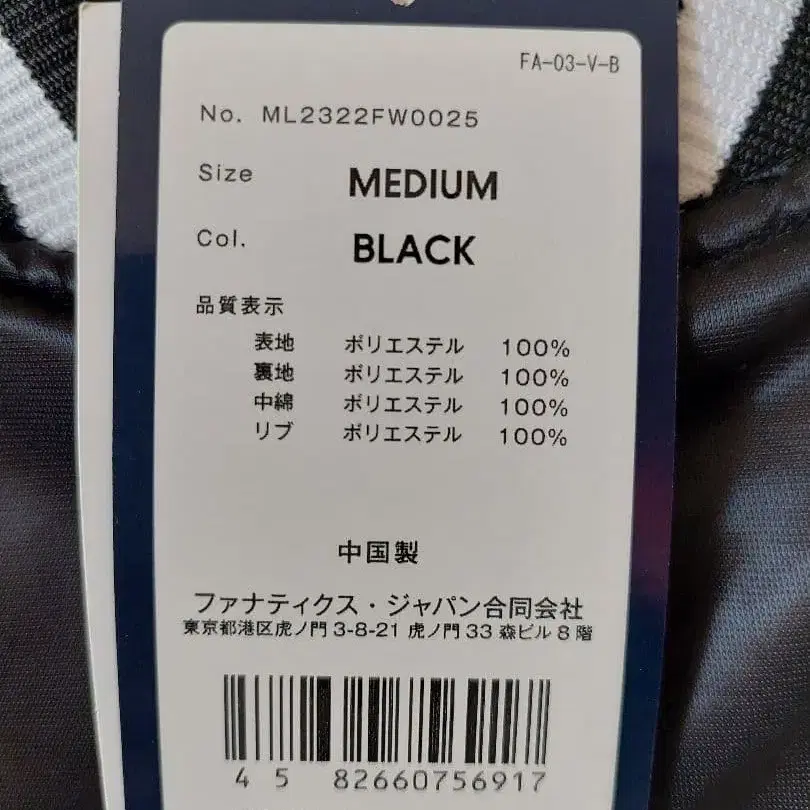 FA-03-V-B
No. ML2322FW0025
Size MEDIUM
Col. BLACK
品質表示
表地 ポリエステル 100%
裏地 ポリエステル 100%
中綿 ポリエステル 100%
リブ ポリエステル 100%
中国製
ファナティクス・ジャパン合同会社
東京都港区虎ノ門3-8-21 虎ノ門33森ビル8階
45 82660756917